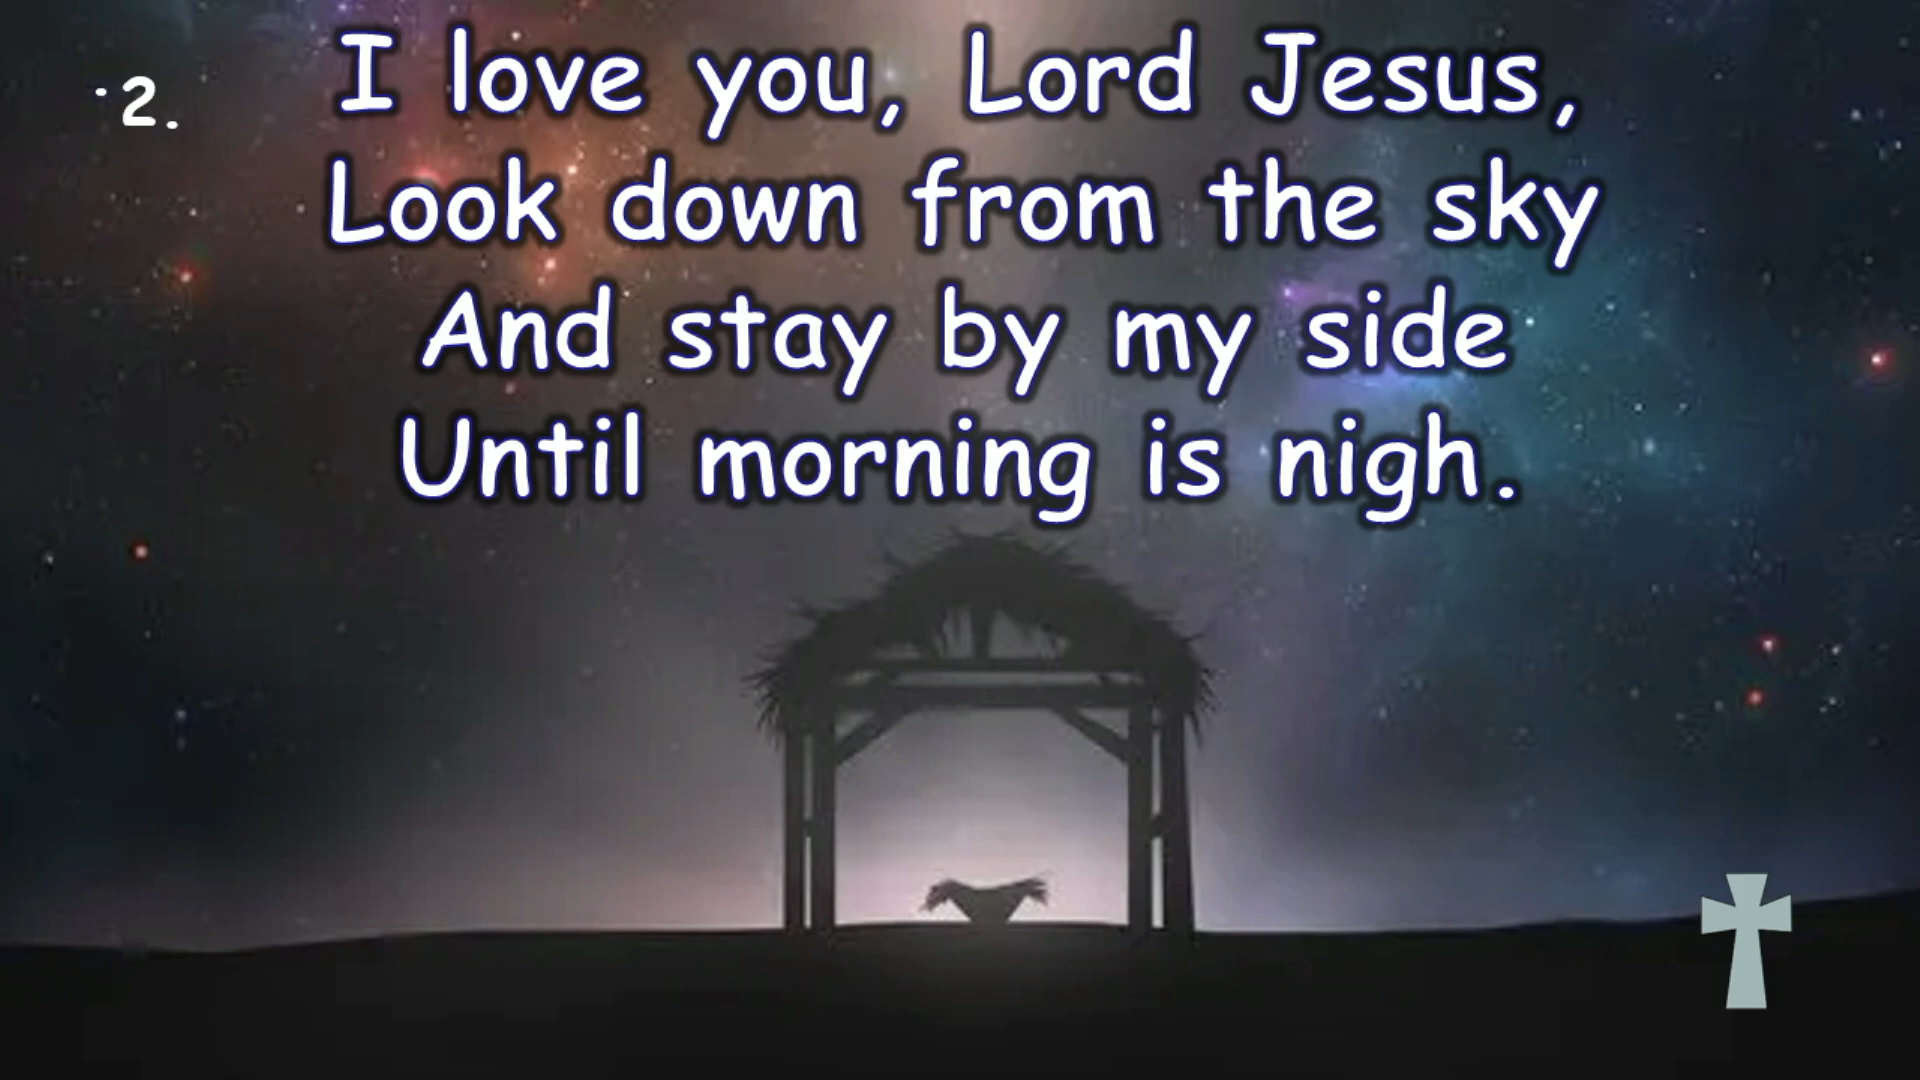 2.
I love you, Lord Jesus,
Look down from the sky
And stay by my side
Until morning is nigh.